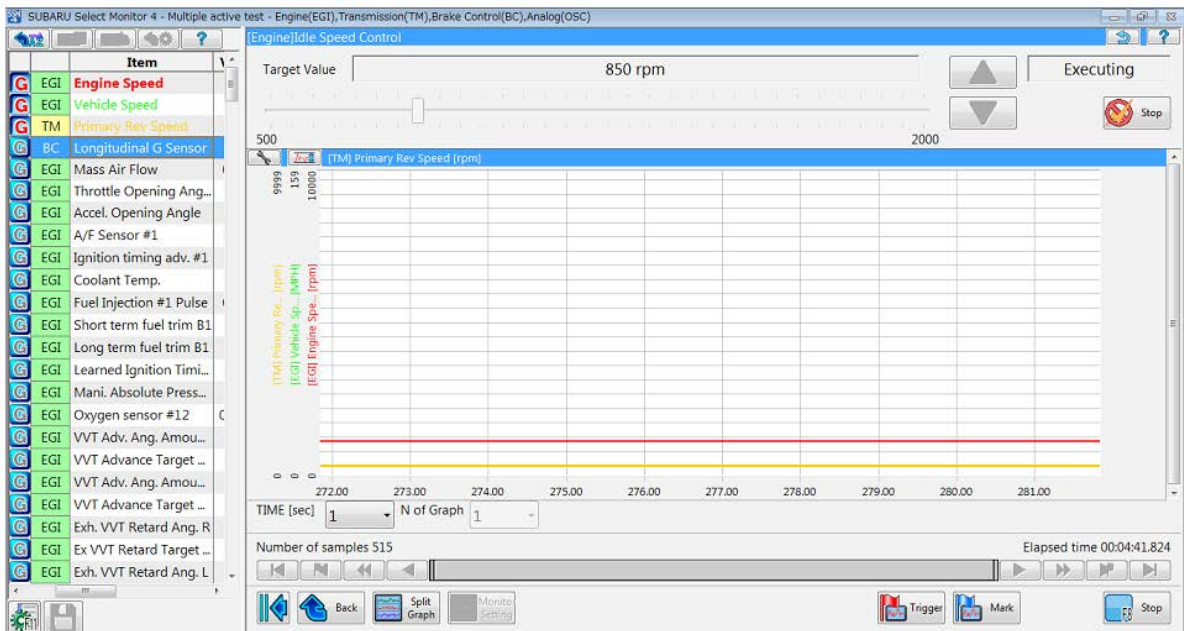 SUBARU Select Monitor 4 - Multiple active test - Engine(EGI),Transmission(TM),Brake Control(BC),Analog(OSC)
[Engine]Idle Speed Control
Item
G EGI Engine Speed
G EGI Vehicle Speed
G TM Primary Rev Speed
G BC Longitudinal G Sensor
G EGI Mass Air Flow
G EGI Throttle Opening Ang...
G EGI Accel. Opening Angle
G EGI A/F Sensor #1
G EGI Ignition timing adv. #1
G EGI Coolant Temp.
G EGI Fuel Injection #1 Pulse
G EGI Short term fuel trim B1
G EGI Long term fuel trim B1
G EGI Learned Ignition Timi...
G EGI Mani. Absolute Press...
G EGI Oxygen sensor #12
G EGI VVT Adv. Ang. Amou...
G EGI VVT Advance Target ...
G EGI VVT Adv. Ang. Amou...
G EGI VVT Advance Target ...
G EGI Exh. VVT Retard Ang. R
G EGI Ex VVT Retard Target ...
G EGI Exh. VVT Retard Ang. L
F11
Target Value 850 rpm Executing
Stop
500 2000
[TM] Primary Rev Speed [rpm]
9999 159 10000
[TM] Primary Re... [rpm]
[EGI] Vehicle Sp... [MPH]
[EGI] Engine Spe... [rpm]
0 0 0
272.00 273.00 274.00 275.00 276.00 277.00 278.00 279.00 280.00 281.00
TIME [sec] 1 N of Graph 1
Number of samples 515 Elapsed time 00:04:41.824
Back Split Graph Monitor Setting Trigger Mark F8 Stop